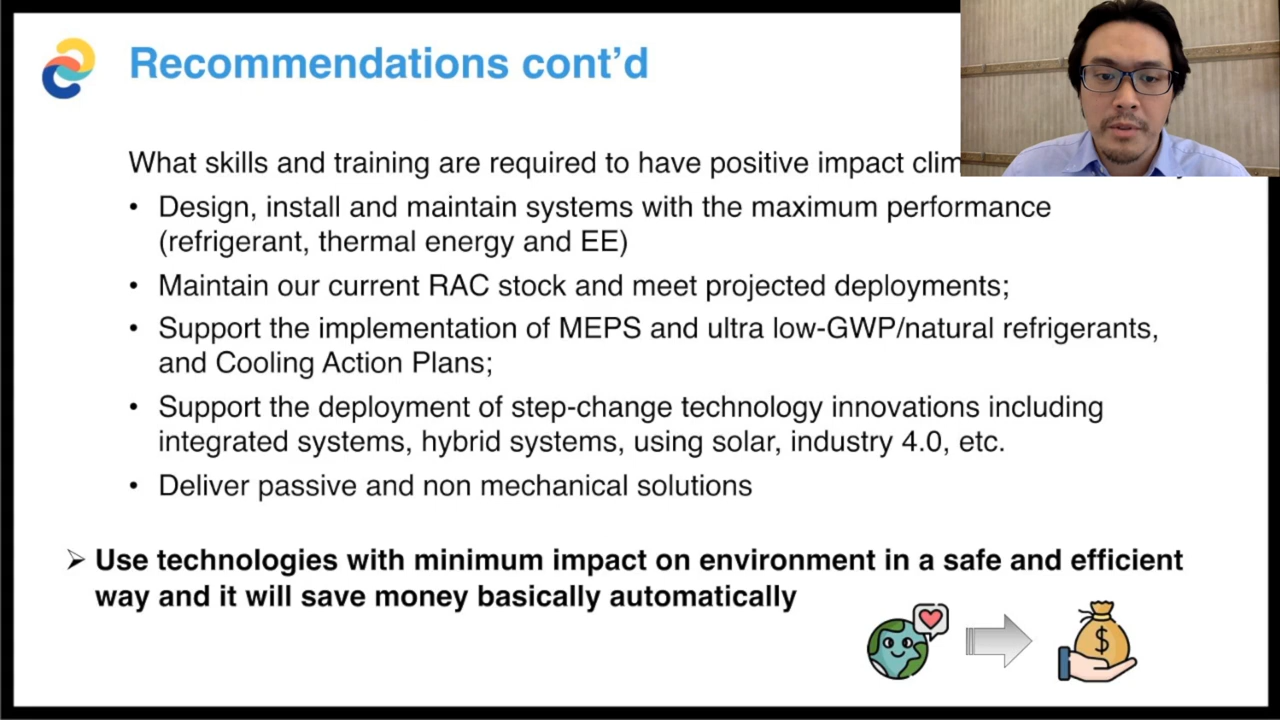 Recommendations cont’d
What skills and training are required to have positive impact
• Design, install and maintain systems with the maximum performance
(refrigerant, thermal energy and EE)
• Maintain our current RAC stock and meet projected deployments;
• Support the implementation of MEPS and ultra low-GWP/natural refrigerants,
and Cooling Action Plans;
• Support the deployment of step-change technology innovations including
integrated systems, hybrid systems, using solar, industry 4.0, etc.
• Deliver passive and non mechanical solutions
➢ Use technologies with minimum impact on environment in a safe and efficient
way and it will save money basically automatically
$